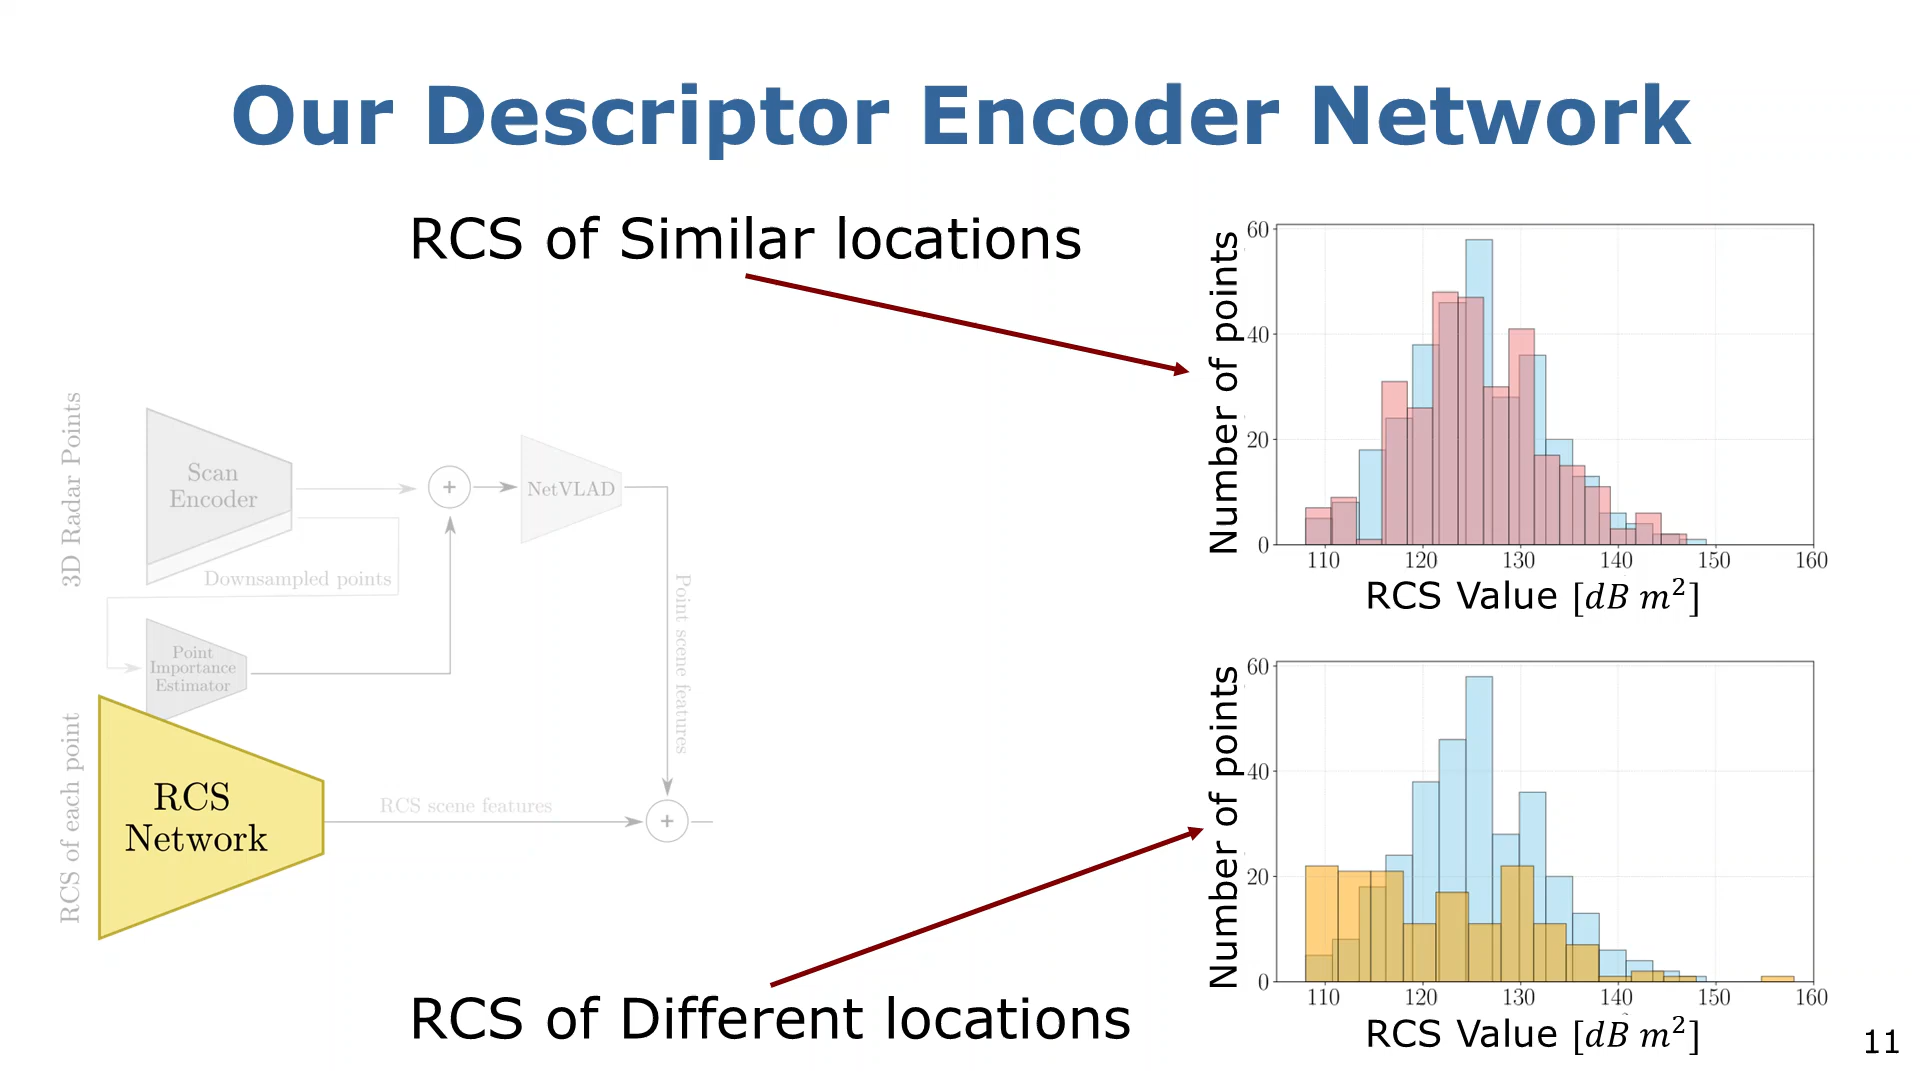 Our Descriptor Encoder Network
RCS of Similar locations
3D Radar Points
Scan
Encoder
+
NetVLAD
Downsampled points
Point
Importance
Estimator
Point scene features
RCS of each point
RCS
Network
RCS scene features
+
RCS of Different locations
Number of points
60
40
20
0
110 120 130 140 150 160
RCS Value [dB m²]
Number of points
60
40
20
0
110 120 130 140 150 160
RCS Value [dB m²]
11